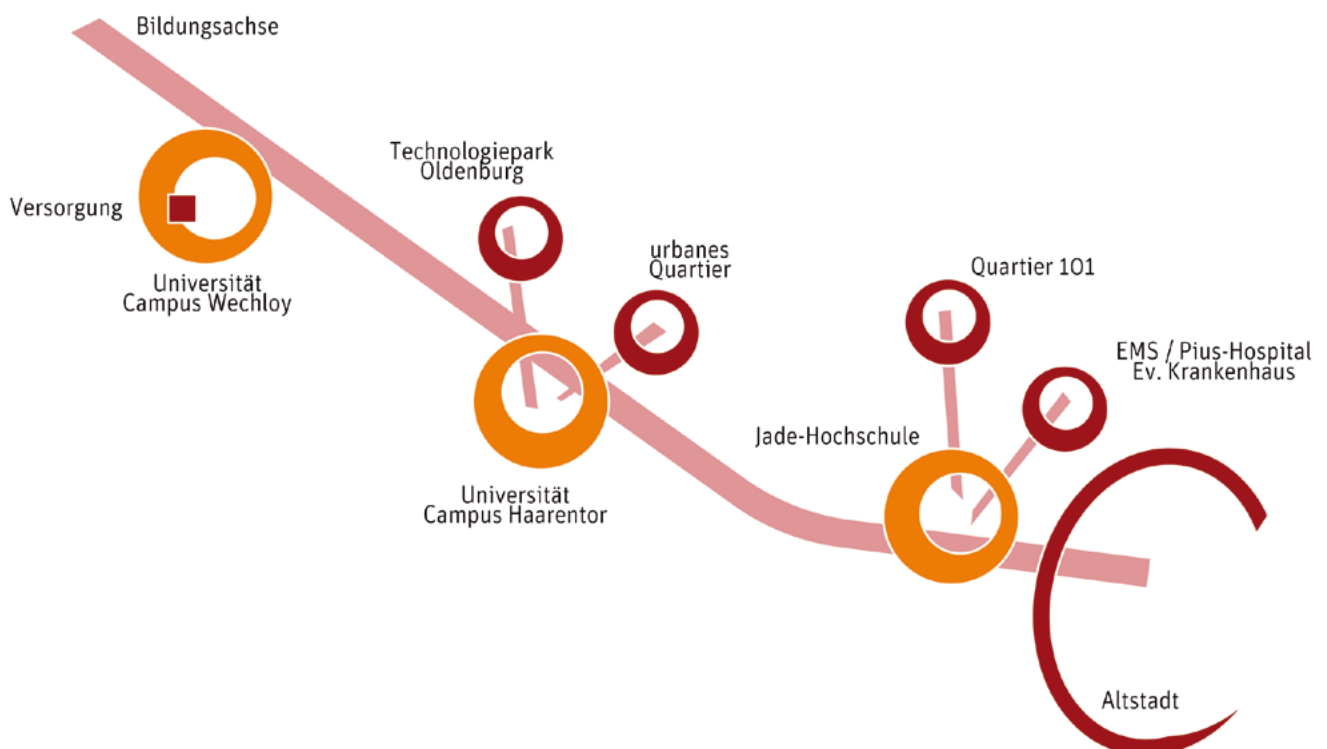 Bildungsachse
Technologiepark
Oldenburg
Versorgung
urbanes
Quartier
Quartier 101
Universität
Campus Wechloy
EMS / Pius-Hospital
Ev. Krankenhaus
Jade-Hochschule
Universität
Campus Haarentor
Altstadt